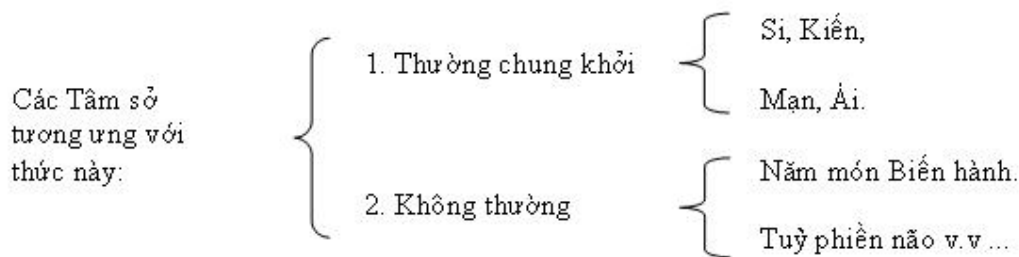 Các Tâm sở
tương ưng với
thức này:
1. Thường chung khởi
Si, Kiến,
Mạn, Ái.
2. Không thường
Năm món Biến hành.
Tuỳ phiền não v.v ...